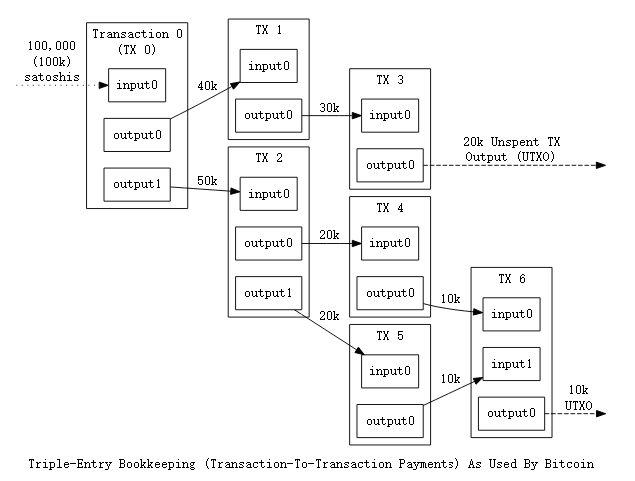 Transaction 0
(TX 0)
100,000
(100k)
satoshis
input0
output0
output1
40k
50k
TX 1
input0
output0
30k
TX 2
input0
output0
output1
20k
20k
TX 3
input0
output0
20k Unspent TX
Output (UTXO)
TX 4
input0
output0
10k
TX 5
input0
output0
10k
TX 6
input0
input1
output0
10k
UTXO
Triple-Entry Bookkeeping (Transaction-To-Transaction Payments) As Used By Bitcoin